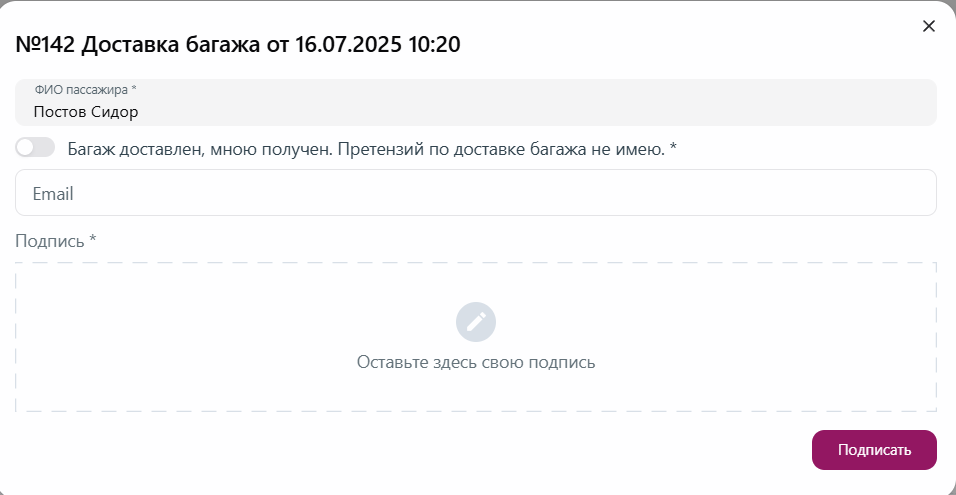 №142 Доставка багажа от 16.07.2025 10:20
ФИО пассажира *
Постов Сидор
Багаж доставлен, мною получен. Претензий по доставке багажа не имею. *
Email
Подпись *
Оставьте здесь свою подпись
Подписать